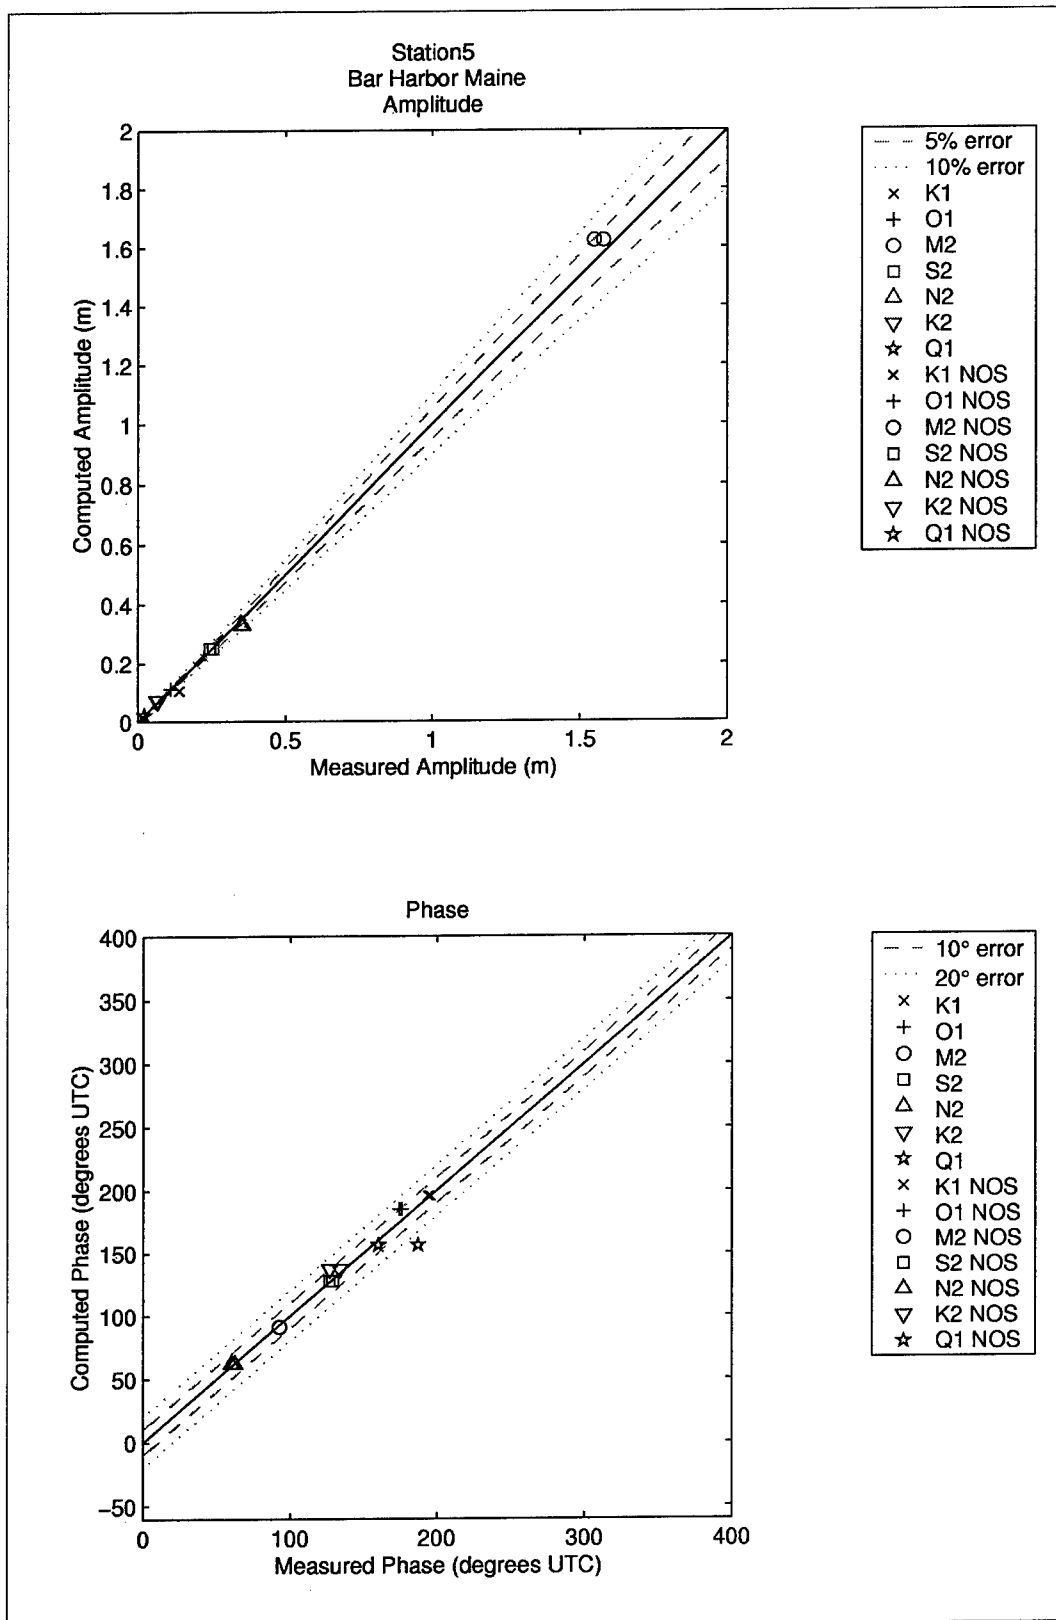 Station5
Bar Harbor Maine
Amplitude
2
1.8
1.6
1.4
1.2
1
0.8
0.6
0.4
0.2
0
0
0.5
1
1.5
2
Computed Amplitude (m)
Measured Amplitude (m)
5% error
10% error
K1
O1
M2
S2
N2
K2
Q1
K1 NOS
O1 NOS
M2 NOS
S2 NOS
N2 NOS
K2 NOS
Q1 NOS
Phase
400
350
300
250
200
150
100
50
0
−50
0
100
200
300
400
Computed Phase (degrees UTC)
Measured Phase (degrees UTC)
10° error
20° error
K1
O1
M2
S2
N2
K2
Q1
K1 NOS
O1 NOS
M2 NOS
S2 NOS
N2 NOS
K2 NOS
Q1 NOS